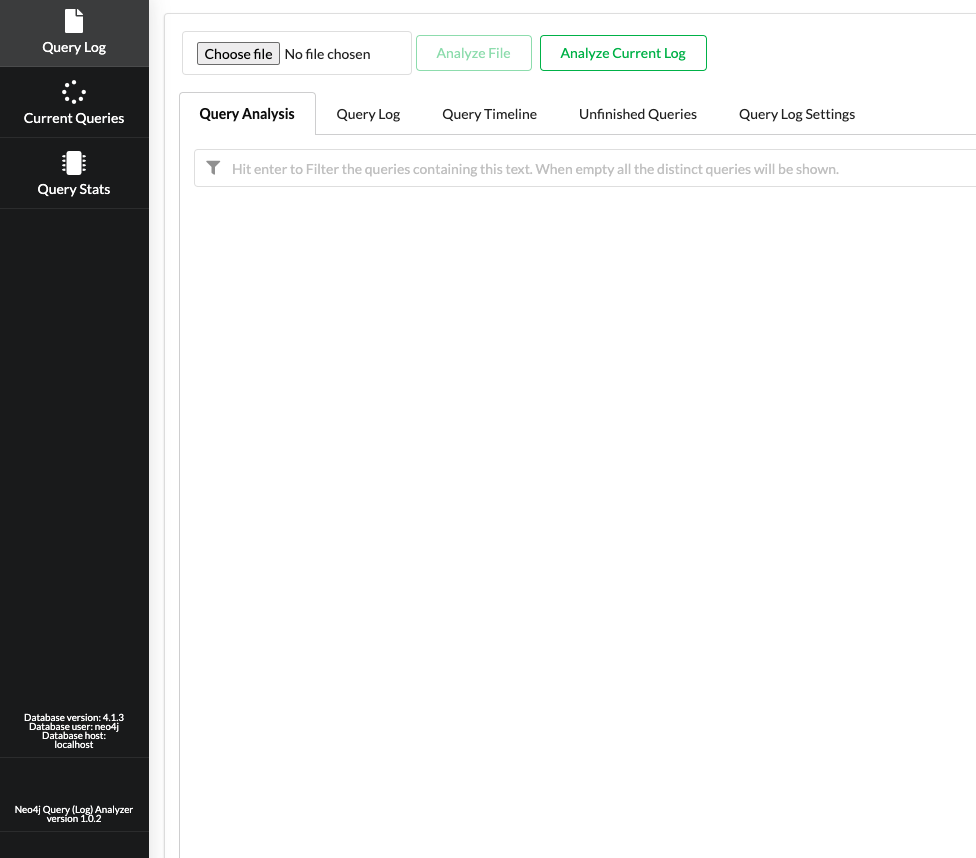 Query Log
Current Queries
Query Stats
Database version: 4.1.3
Database user: neo4j
Database host:
localhost
Neo4j Query (Log) Analyzer
version 1.0.2
Choose file No file chosen
Analyze File
Analyze Current Log
Query Analysis
Query Log
Query Timeline
Unfinished Queries
Query Log Settings
Hit enter to Filter the queries containing this text. When empty all the distinct queries will be shown.